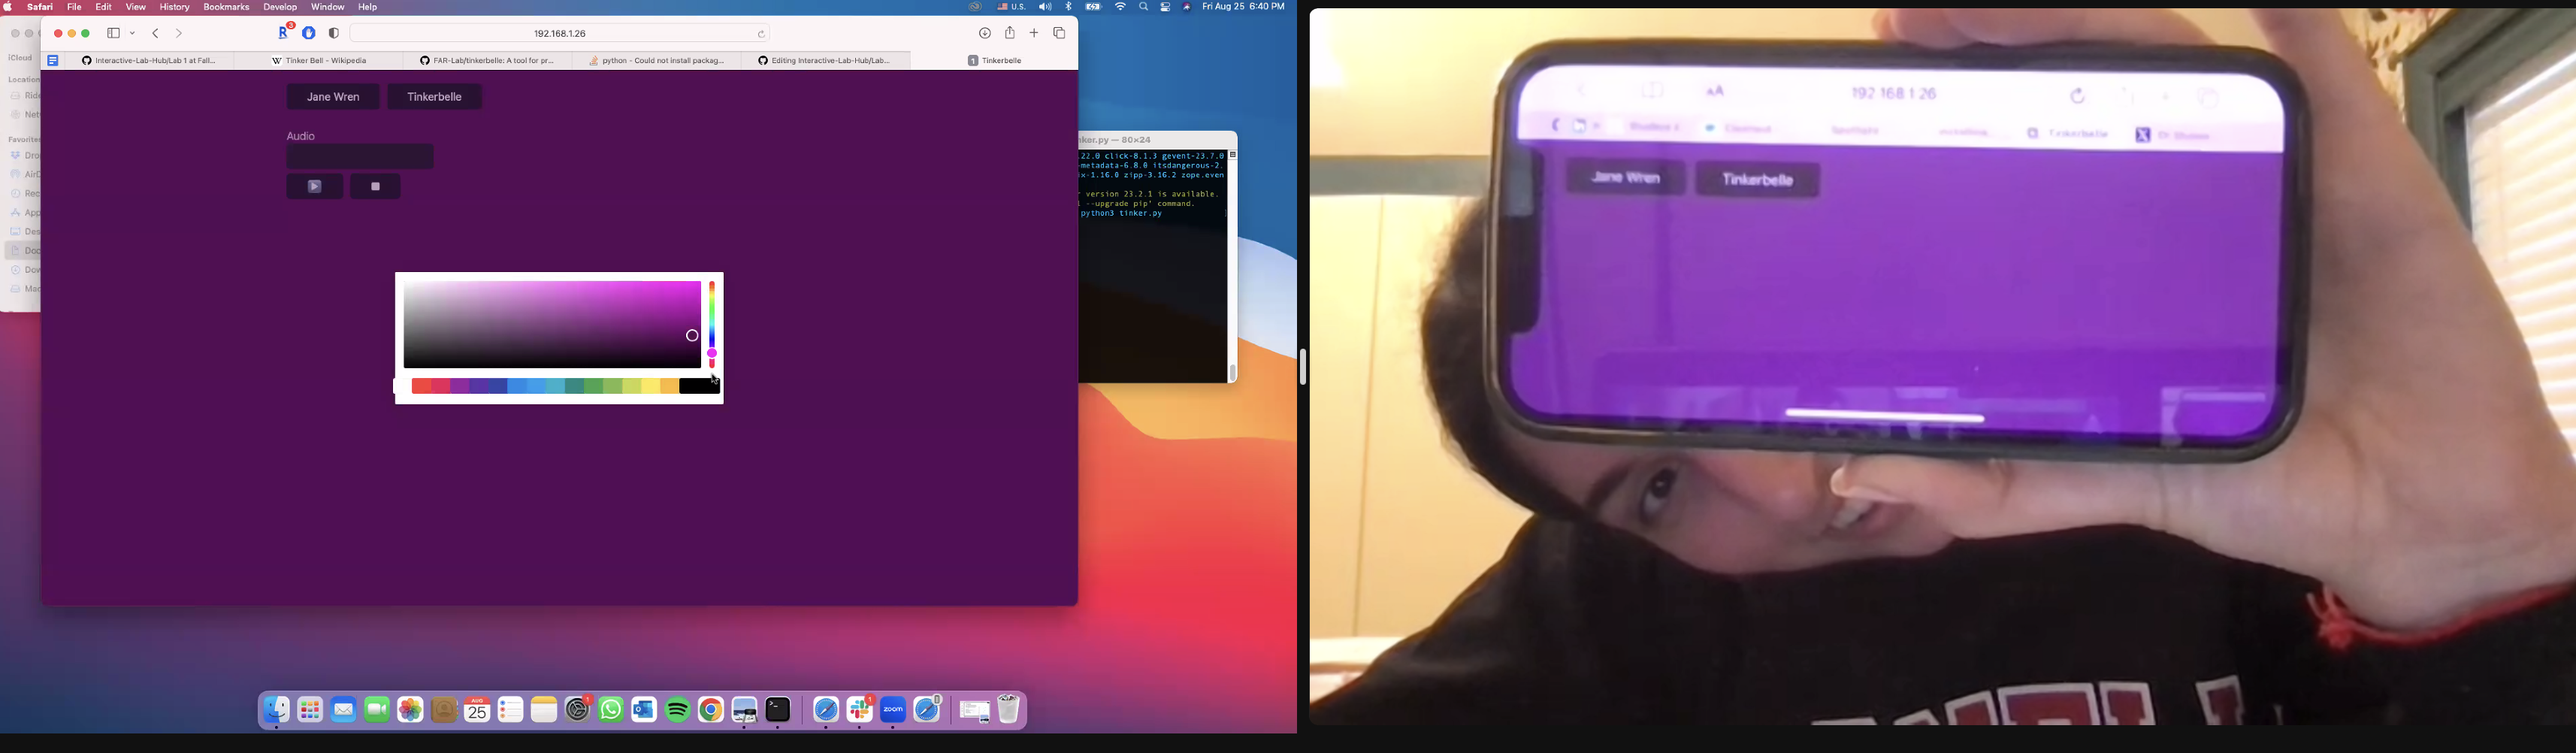 Safari File Edit View History Bookmarks Develop Window Help
U.S. Fri Aug 25 6:40 PM
3
192.168.1.26
Interactive-Lab-Hub/Lab 1 at Fall...
Tinker Bell - Wikipedia
FAR-Lab/tinkerbelle: A tool for pr...
python - Could not install packag...
Editing Interactive-Lab-Hub/Lab...
1 Tinkerbelle
iCloud
Location
Favorites
Jane Wren
Tinkerbelle
Audio
nker.py — 80×24
.22.0 click-8.1.3 gevent-23.7.0
-metadata-6.8.0 itsdangerous-2.
x-1.16.0 zipp-3.16.2 zope.even
r version 23.2.1 is available.
--upgrade pip' command.
python3 tinker.py
AUG
25
zoom
AA
192.168.1.26
Tinkerbelle
Jane Wren
Tinkerbelle